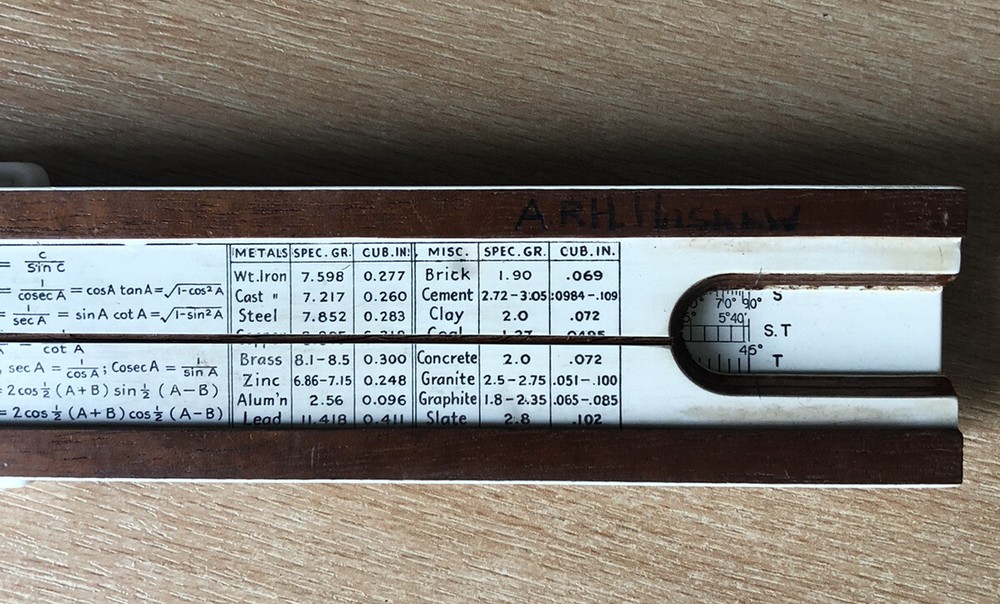 A.R.H.
= c / sin c
= 1 / cosec A = cosA tanA = √1-cos² A
= 1 / sec A = sin A cot A = √1-sin² A
cot A
, sec A = 1 / cos A ; Cosec A = 1 / sin A
= 2 cos ½ (A+B) sin ½ (A-B)
= 2 cos ½ (A+B) cos ½ (A-B)
METALS SPEC. GR. CUB.IN. MISC. SPEC. GR. CUB. IN.
Wt.Iron 7.598 0.277 Brick 1.90 .069
Cast " 7.217 0.260 Cement 2.72-3.05 .0984-.109
Steel 7.852 0.283 Clay 2.0 .072
Coal 1.27 .0495
Brass 8.1-8.5 0.300 Concrete 2.0 .072
Zinc 6.86-7.15 0.248 Granite 2.5-2.75 .051-.100
Alum'n 2.56 0.096 Graphite 1.8-2.35 .065-.085
Lead 11.418 0.411 Slate 2.8 .102
S
70° 90°
5°40'
S.T
45°
T